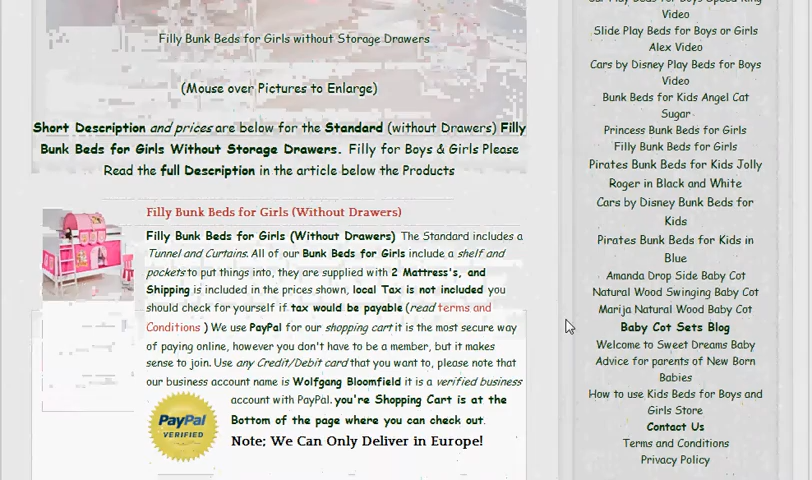 Filly Bunk Beds for Girls without Storage Drawers
(Mouse over Pictures to Enlarge)
Short Description and prices are below for the Standard (without Drawers) Filly
Bunk Beds for Girls Without Storage Drawers. Filly for Boys & Girls Please
Read the full Description in the article below the Products
Filly Bunk Beds for Girls (Without Drawers)
Filly Bunk Beds for Girls (Without Drawers) The Standard includes a
Tunnel and Curtains. All of our Bunk Beds for Girls include a shelf and
pockets to put things into, they are supplied with 2 Mattress's, and
Shipping is included in the prices shown, local Tax is not included you
should check for yourself if tax would be payable (read terms and
Conditions ) We use PayPal for our shopping cart it is the most secure way
of paying online, however you don't have to be a member, but it makes
sense to join. Use any Credit/Debit card that you want to, please note that
our business account name is Wolfgang Bloomfield it is a verified business
account with PayPal. you're Shopping Cart is at the
Bottom of the page where you can check out.
Note; We Can Only Deliver in Europe!
PayPal
VERIFIED
Car Play Beds for Boys Speed King
Video
Slide Play Beds for Boys or Girls
Alex Video
Cars by Disney Play Beds for Boys
Video
Bunk Beds for Kids Angel Cat
Sugar
Princess Bunk Beds for Girls
Filly Bunk Beds for Girls
Pirates Bunk Beds for Kids Jolly
Roger in Black and White
Cars by Disney Bunk Beds for
Kids
Pirates Bunk Beds for Kids in
Blue
Amanda Drop Side Baby Cot
Natural Wood Swinging Baby Cot
Marija Natural Wood Baby Cot
Baby Cot Sets Blog
Welcome to Sweet Dreams Baby
Advice for parents of New Born
Babies
How to use Kids Beds for Boys and
Girls Store
Contact Us
Terms and Conditions
Privacy Policy